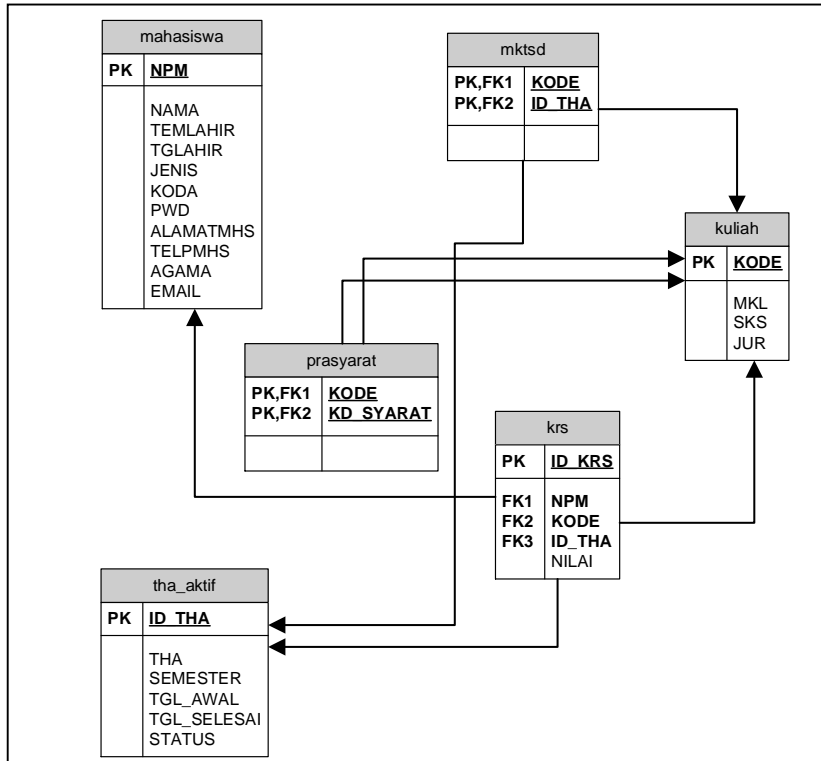 mahasiswa
PK NPM
NAMA
TEMLAHIR
TGLAHIR
JENIS
KODA
PWD
ALAMATMHS
TELPMHS
AGAMA
EMAIL
mktsd
PK,FK1 KODE
PK,FK2 ID_THA
kuliah
PK KODE
MKL
SKS
JUR
prasyarat
PK,FK1 KODE
PK,FK2 KD_SYARAT
krs
PK ID_KRS
FK1 NPM
FK2 KODE
FK3 ID_THA
NILAI
tha_aktif
PK ID_THA
THA
SEMESTER
TGL_AWAL
TGL_SELESAI
STATUS